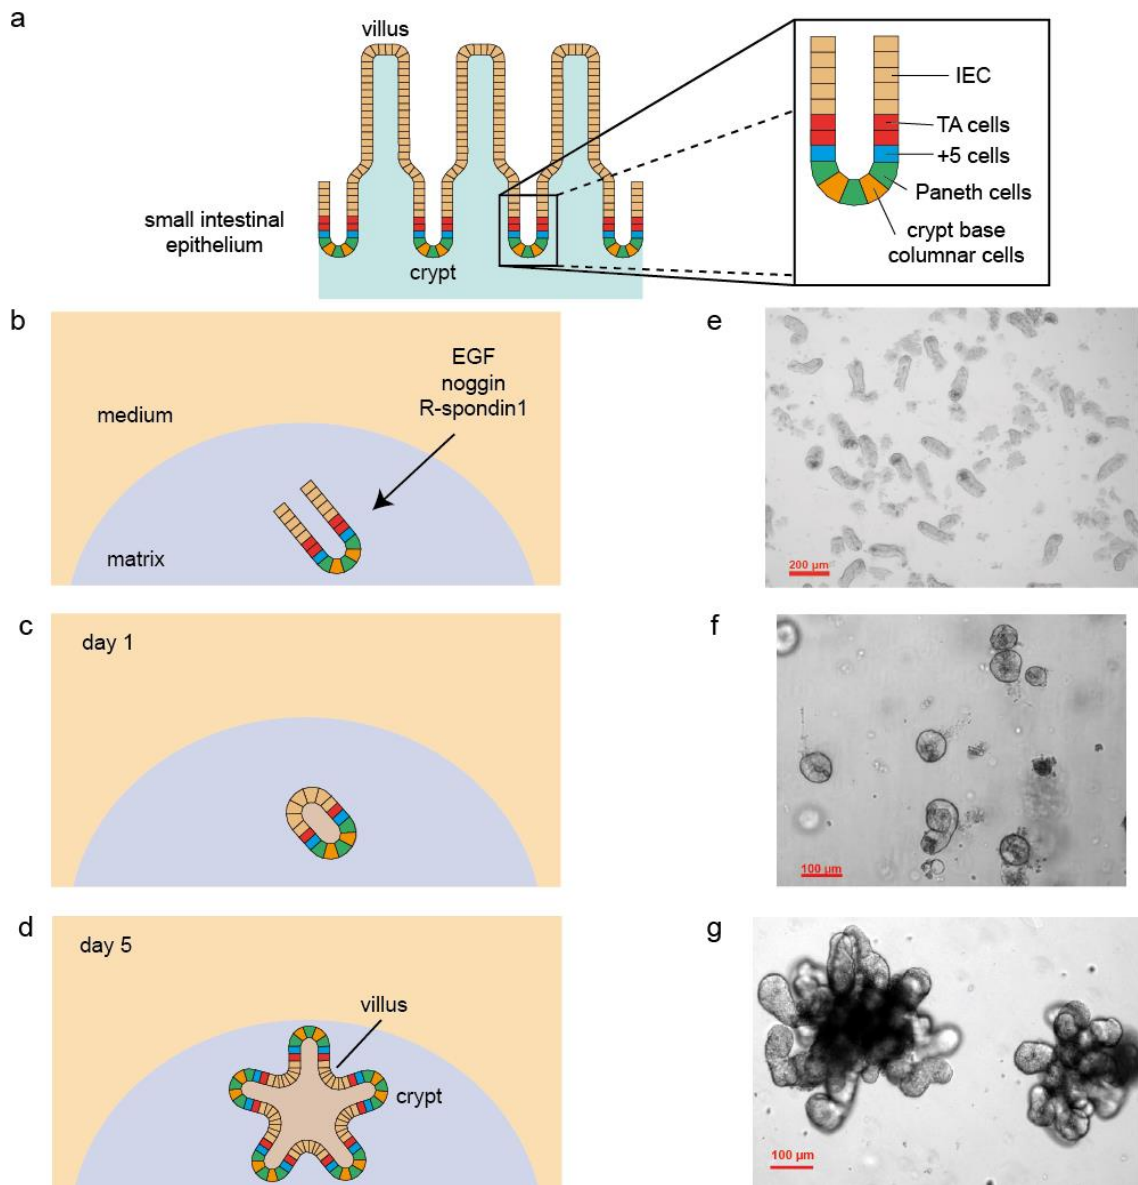 a
villus
small intestinal
epithelium
crypt
IEC
TA cells
+5 cells
Paneth cells
crypt base
columnar cells
b
medium
EGF
noggin
R-spondin1
matrix
e
200 µm
c
day 1
f
100 µm
d
day 5
villus
crypt
g
100 µm